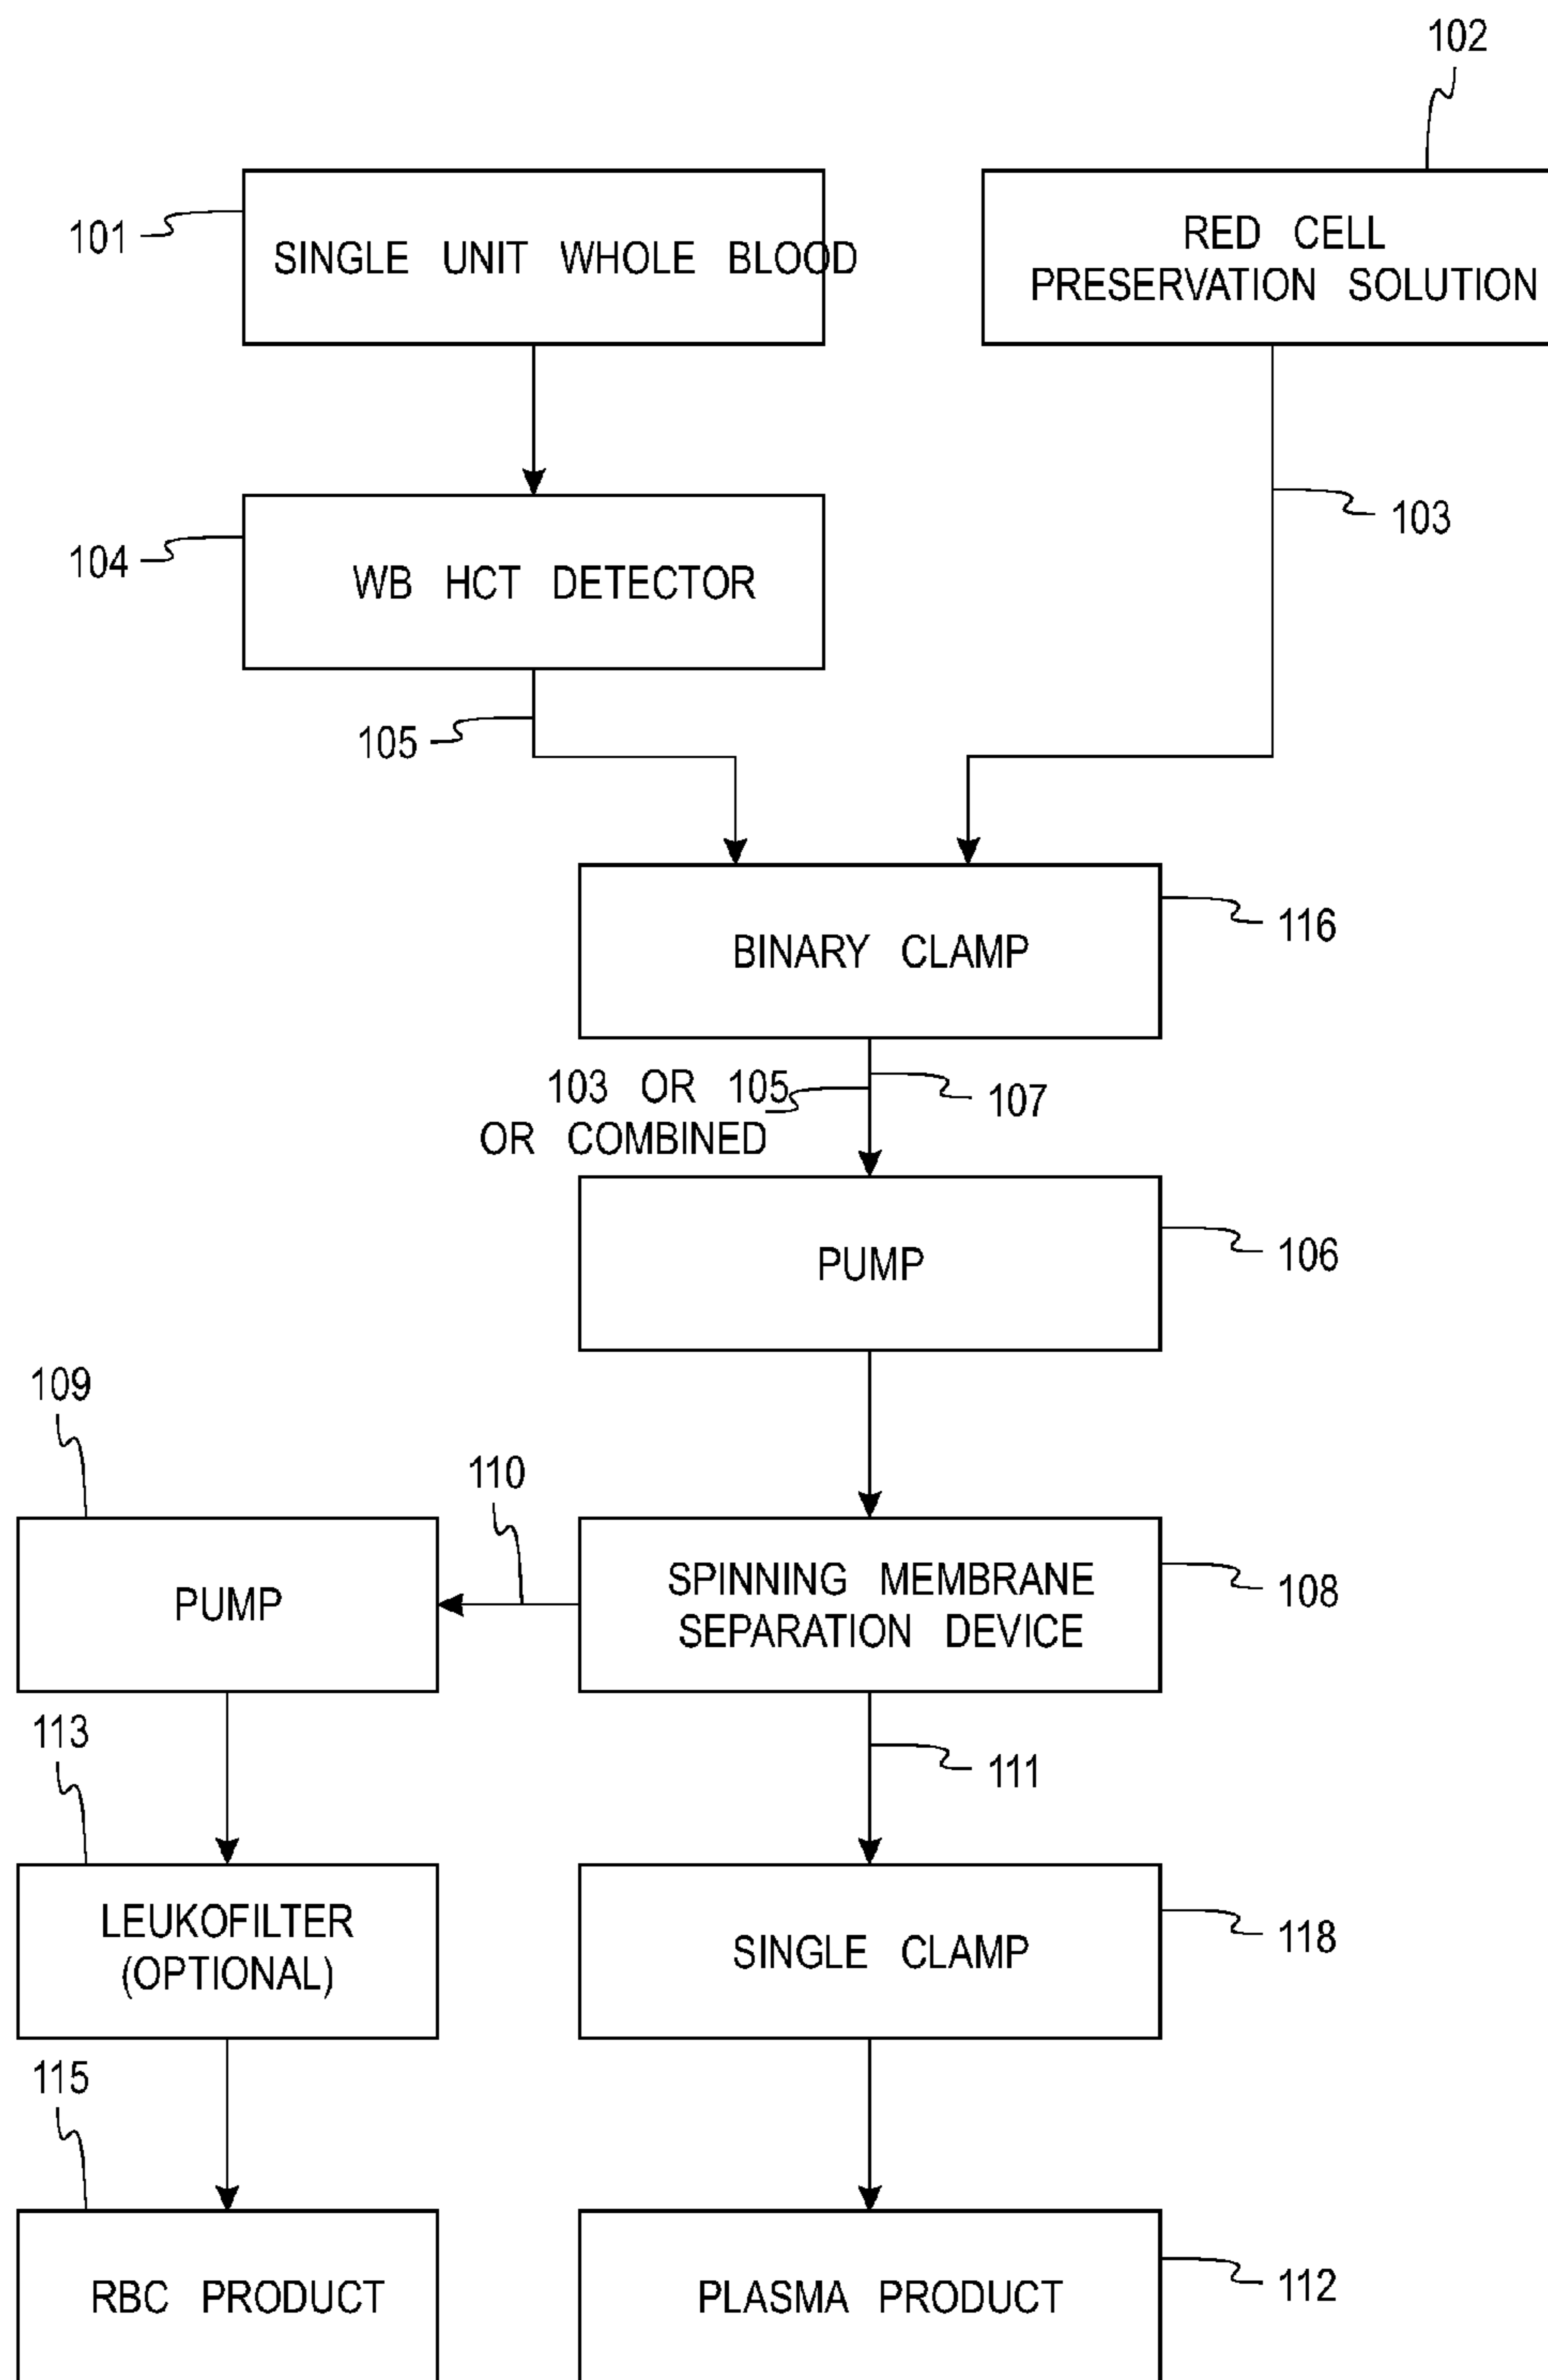 102
101
SINGLE UNIT WHOLE BLOOD
RED CELL
PRESERVATION SOLUTION
103
104
WB HCT DETECTOR
105
BINARY CLAMP
116
103 OR 105
OR COMBINED
107
PUMP
106
109
110
PUMP
SPINNING MEMBRANE
SEPARATION DEVICE
108
113
111
LEUKOFILTER
(OPTIONAL)
SINGLE CLAMP
118
115
RBC PRODUCT
PLASMA PRODUCT
112